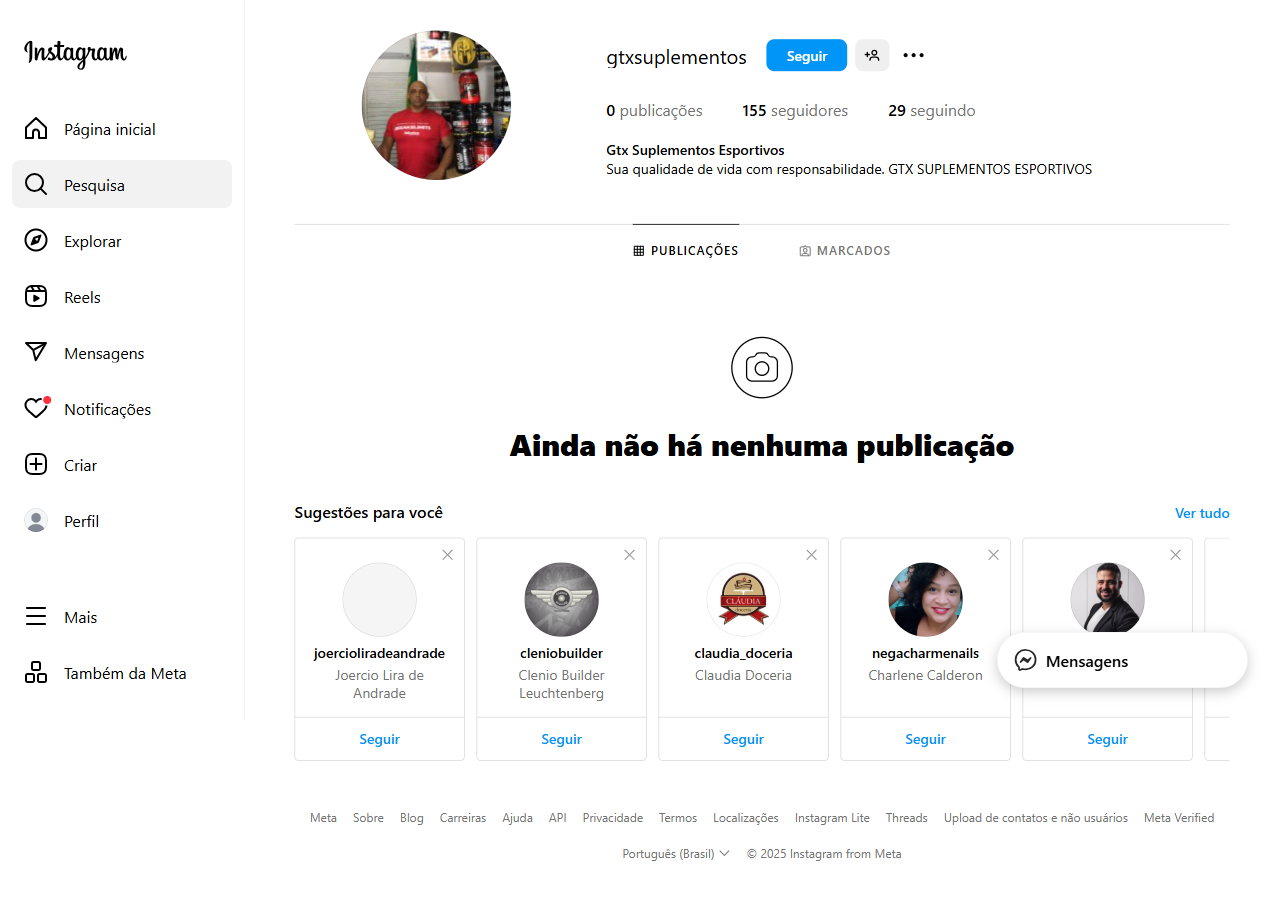 Instagram
Página inicial
Pesquisa
Explorar
Reels
Mensagens
Notificações
Criar
Perfil
Mais
Também da Meta
gtxsuplementos
Seguir
0 publicações 155 seguidores 29 seguindo
Gtx Suplementos Esportivos
Sua qualidade de vida com responsabilidade. GTX SUPLEMENTOS ESPORTIVOS
PUBLICAÇÕES MARCADOS
Ainda não há nenhuma publicação
Sugestões para você
Ver tudo
joercioliradeandrade
Joercio Lira de
Andrade
Seguir
cleniobuilder
Clenio Builder
Leuchtenberg
Seguir
CLÁUDIA
claudia_doceria
Claudia Doceria
Seguir
negacharmenails
Charlene Calderon
Seguir
Seguir
Mensagens
Meta Sobre Blog Carreiras Ajuda API Privacidade Termos Localizações Instagram Lite Threads Upload de contatos e não usuários Meta Verified
Português (Brasil) © 2025 Instagram from Meta